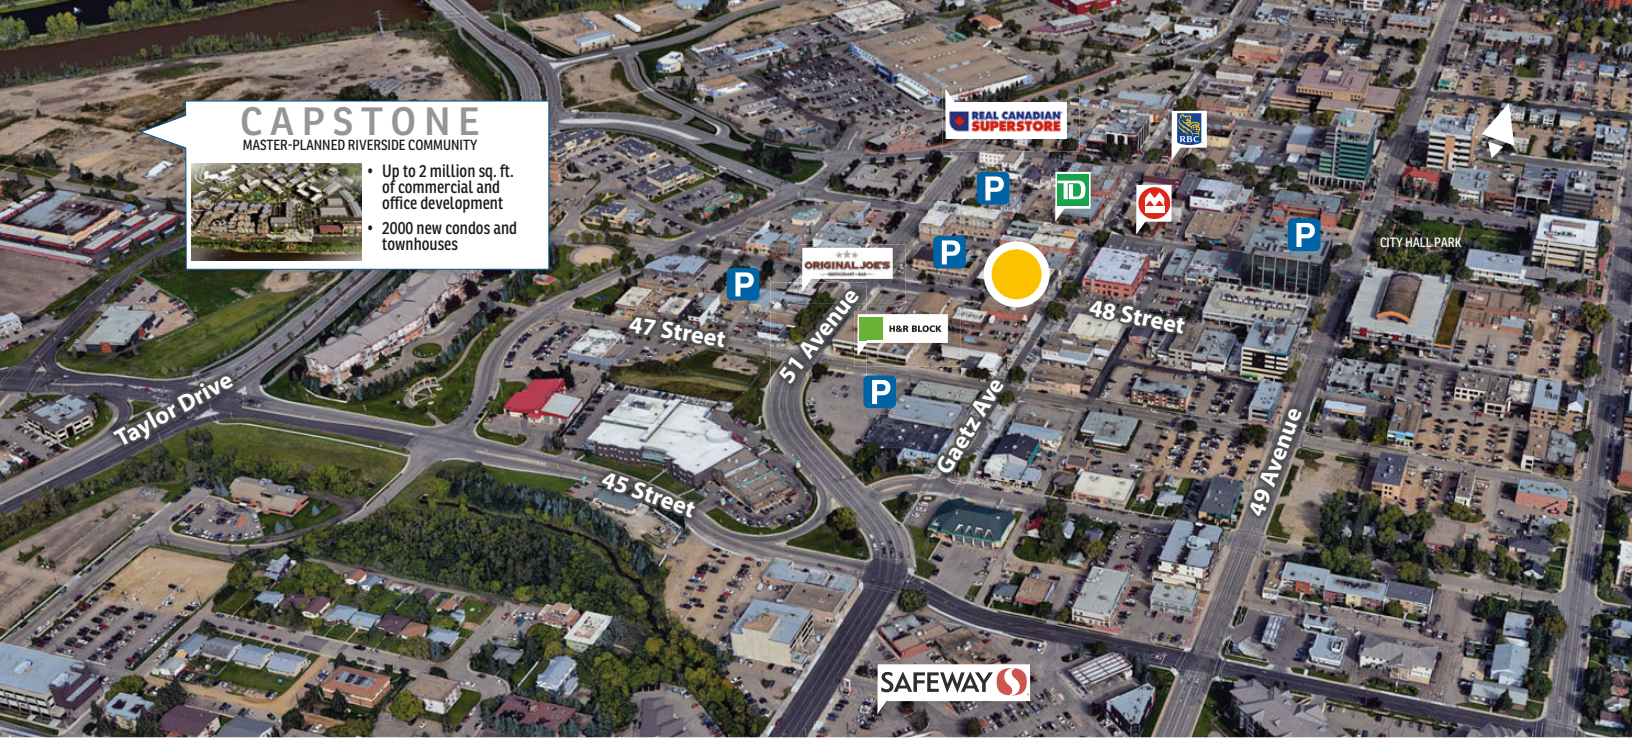 CAPSTONE
MASTER-PLANNED RIVERSIDE COMMUNITY
• Up to 2 million sq. ft.
of commercial and
office development
• 2000 new condos and
townhouses
REAL CANADIAN
SUPERSTORE
RBC
P
TD
P
CITY HALL PARK
P
ORIGINAL JOE'S
RESTAURANT • BAR
P
48 Street
47 Street
H&R BLOCK
51 Avenue
P
Taylor Drive
Gaetz Ave
49 Avenue
45 Street
SAFEWAY